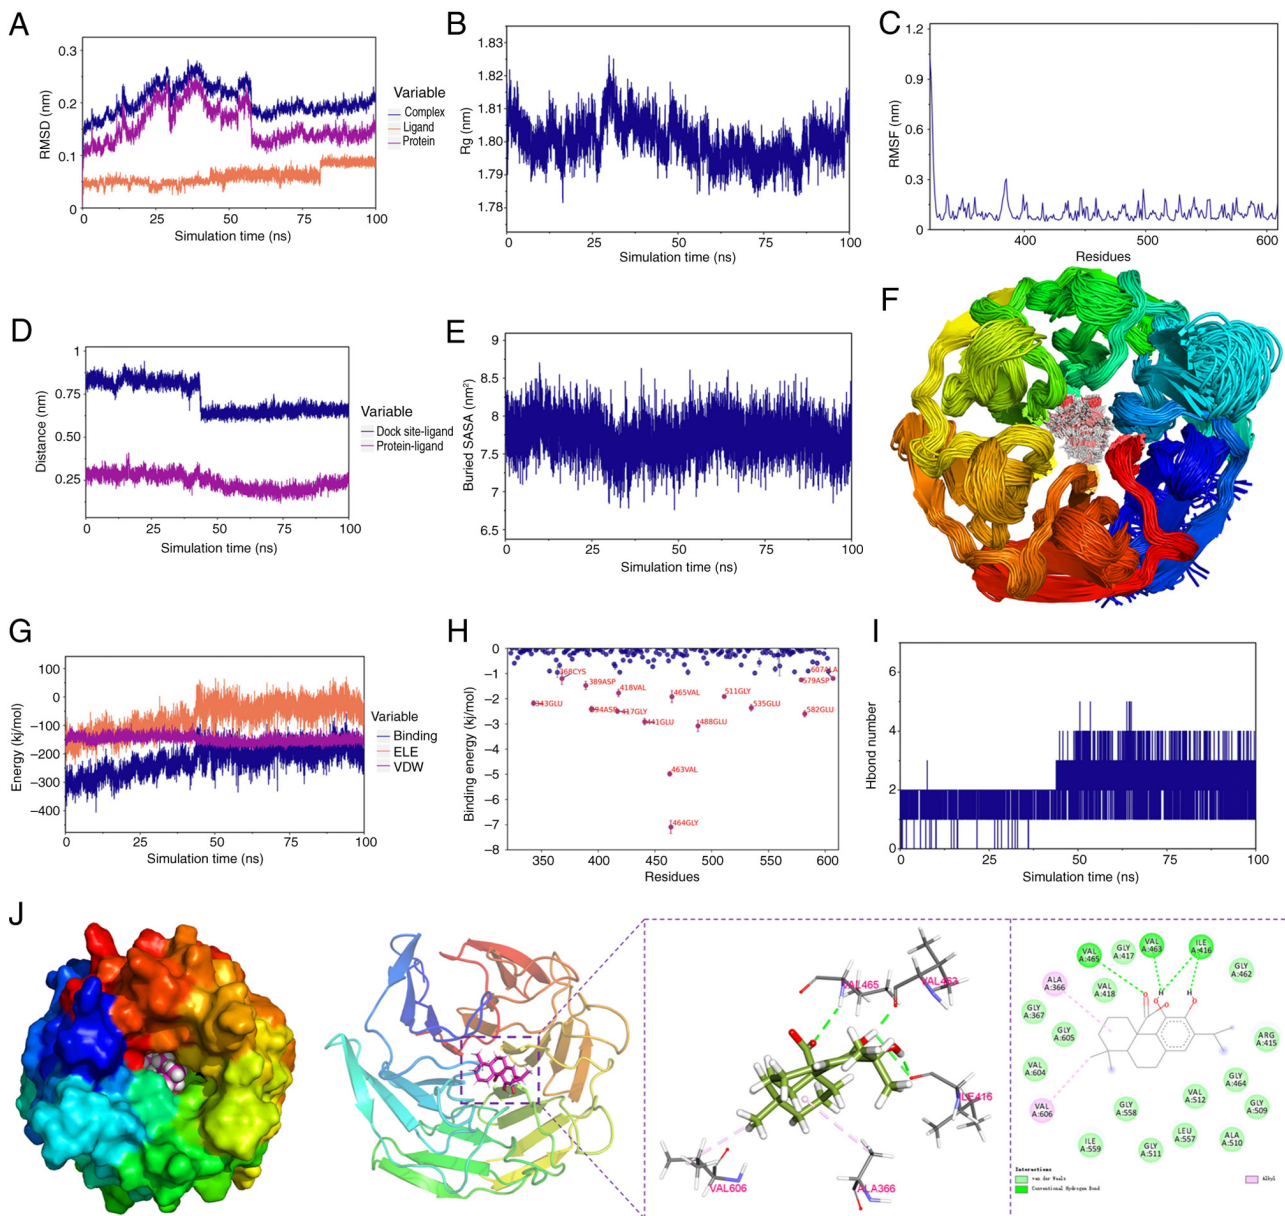 A
0.3
0.2
0.1
0
RMSD (nm)
0 25 50 75 100
Simulation time (ns)
Variable
Complex
Ligand
Protein
B
1.83
1.82
1.81
1.80
1.79
1.78
Rg (nm)
0 25 50 75 100
Simulation time (ns)
C
1.2
0.9
0.6
0.3
0
RMSF (nm)
400 500 600
Residues
D
1
0.75
0.50
0.25
Distance (nm)
0 25 50 75 100
Simulation time (ns)
Variable
Dock site-ligand
Protein-ligand
E
9
8.5
8
7.5
7
6.5
Buried SASA (nm²)
0 25 50 75 100
Simulation time (ns)
F
G
100
0
−100
−200
−300
−400
Energy (kj/mol)
0 25 50 75 100
Simulation time (ns)
Variable
Binding
ELE
VDW
H
0
−1
−2
−3
−4
−5
−6
−7
−8
Binding energy (kj/mol)
368CYS
607ALA
389ASP
579ASP
418VAL
465VAL
511GLY
343GLU
394ASP
417GLY
535GLU
582GLU
441GLU
488GLU
463VAL
464GLY
350 400 450 500 550 600
Residues
I
6
4
2
0
Hbond number
0 25 50 75 100
Simulation time (ns)
J
VAL465
VAL463
ILE416
VAL606
ALA366
VAL
A:465
GLY
A:417
VAL
A:463
ILE
A:416
GLY
A:462
ALA
A:366
VAL
A:418
GLY
A:367
GLY
A:605
ARG
A:415
VAL
A:604
GLY
A:464
VAL
A:606
GLY
A:558
VAL
A:512
GLY
A:509
ILE
A:559
GLY
A:511
LEU
A:557
ALA
A:510
H
O
O
H
O
Interactions
van der Waals
Conventional Hydrogen Bond
Alkyl